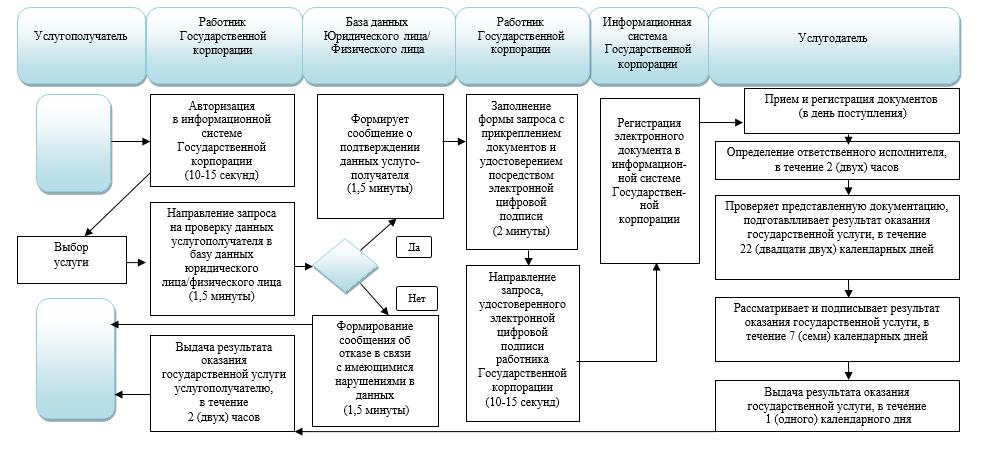 Услугополучатель
Работник
Государственной
корпорации
База данных
Юридического лица/
Физического лица
Работник
Государственной
корпорации
Информационная
система
Государственной
корпорации
Услугодатель
Авторизация
в информационной
системе
Государственной
корпорации
(10-15 секунд)
Выбор
услуги
Направление запроса
на проверку данных
услугополучателя в
базу данных
юридического
лица/физического лица
(1,5 минуты)
Формирует
сообщение о
подтверждении
данных услуго-
получателя
(1,5 минуты)
Да
Нет
Формирование
сообщения об
отказе в связи
с имеющимися
нарушениями в
данных
(1,5 минуты)
Заполнение
формы запроса с
прикреплением
документов и
удостоверением
посредством
электронной
цифровой
подписи
(2 минуты)
Направление
запроса,
удостоверенного
электронной
цифровой
подписи
работника
Государственной
корпорации
(10-15 секунд)
Регистрация
электронного
документа в
информацион-
ной системе
Государствен-
ной
корпорации
Прием и регистрация документов
(в день поступления)
Определение ответственного исполнителя,
в течение 2 (двух) часов
Проверяет представленную документацию,
подготавлливает результат оказания
государственной услуги, в течение
22 (двадцати двух) календарных дней
Рассматривает и подписывает результат
оказания государственной услуги, в
течение 7 (семи) календарных дней
Выдача результата оказания
государственной услуги, в течение
1 (одного) календарного дня
Выдача результата
оказания
государственной услуги
услугополучателю,
в течение
2 (двух) часов